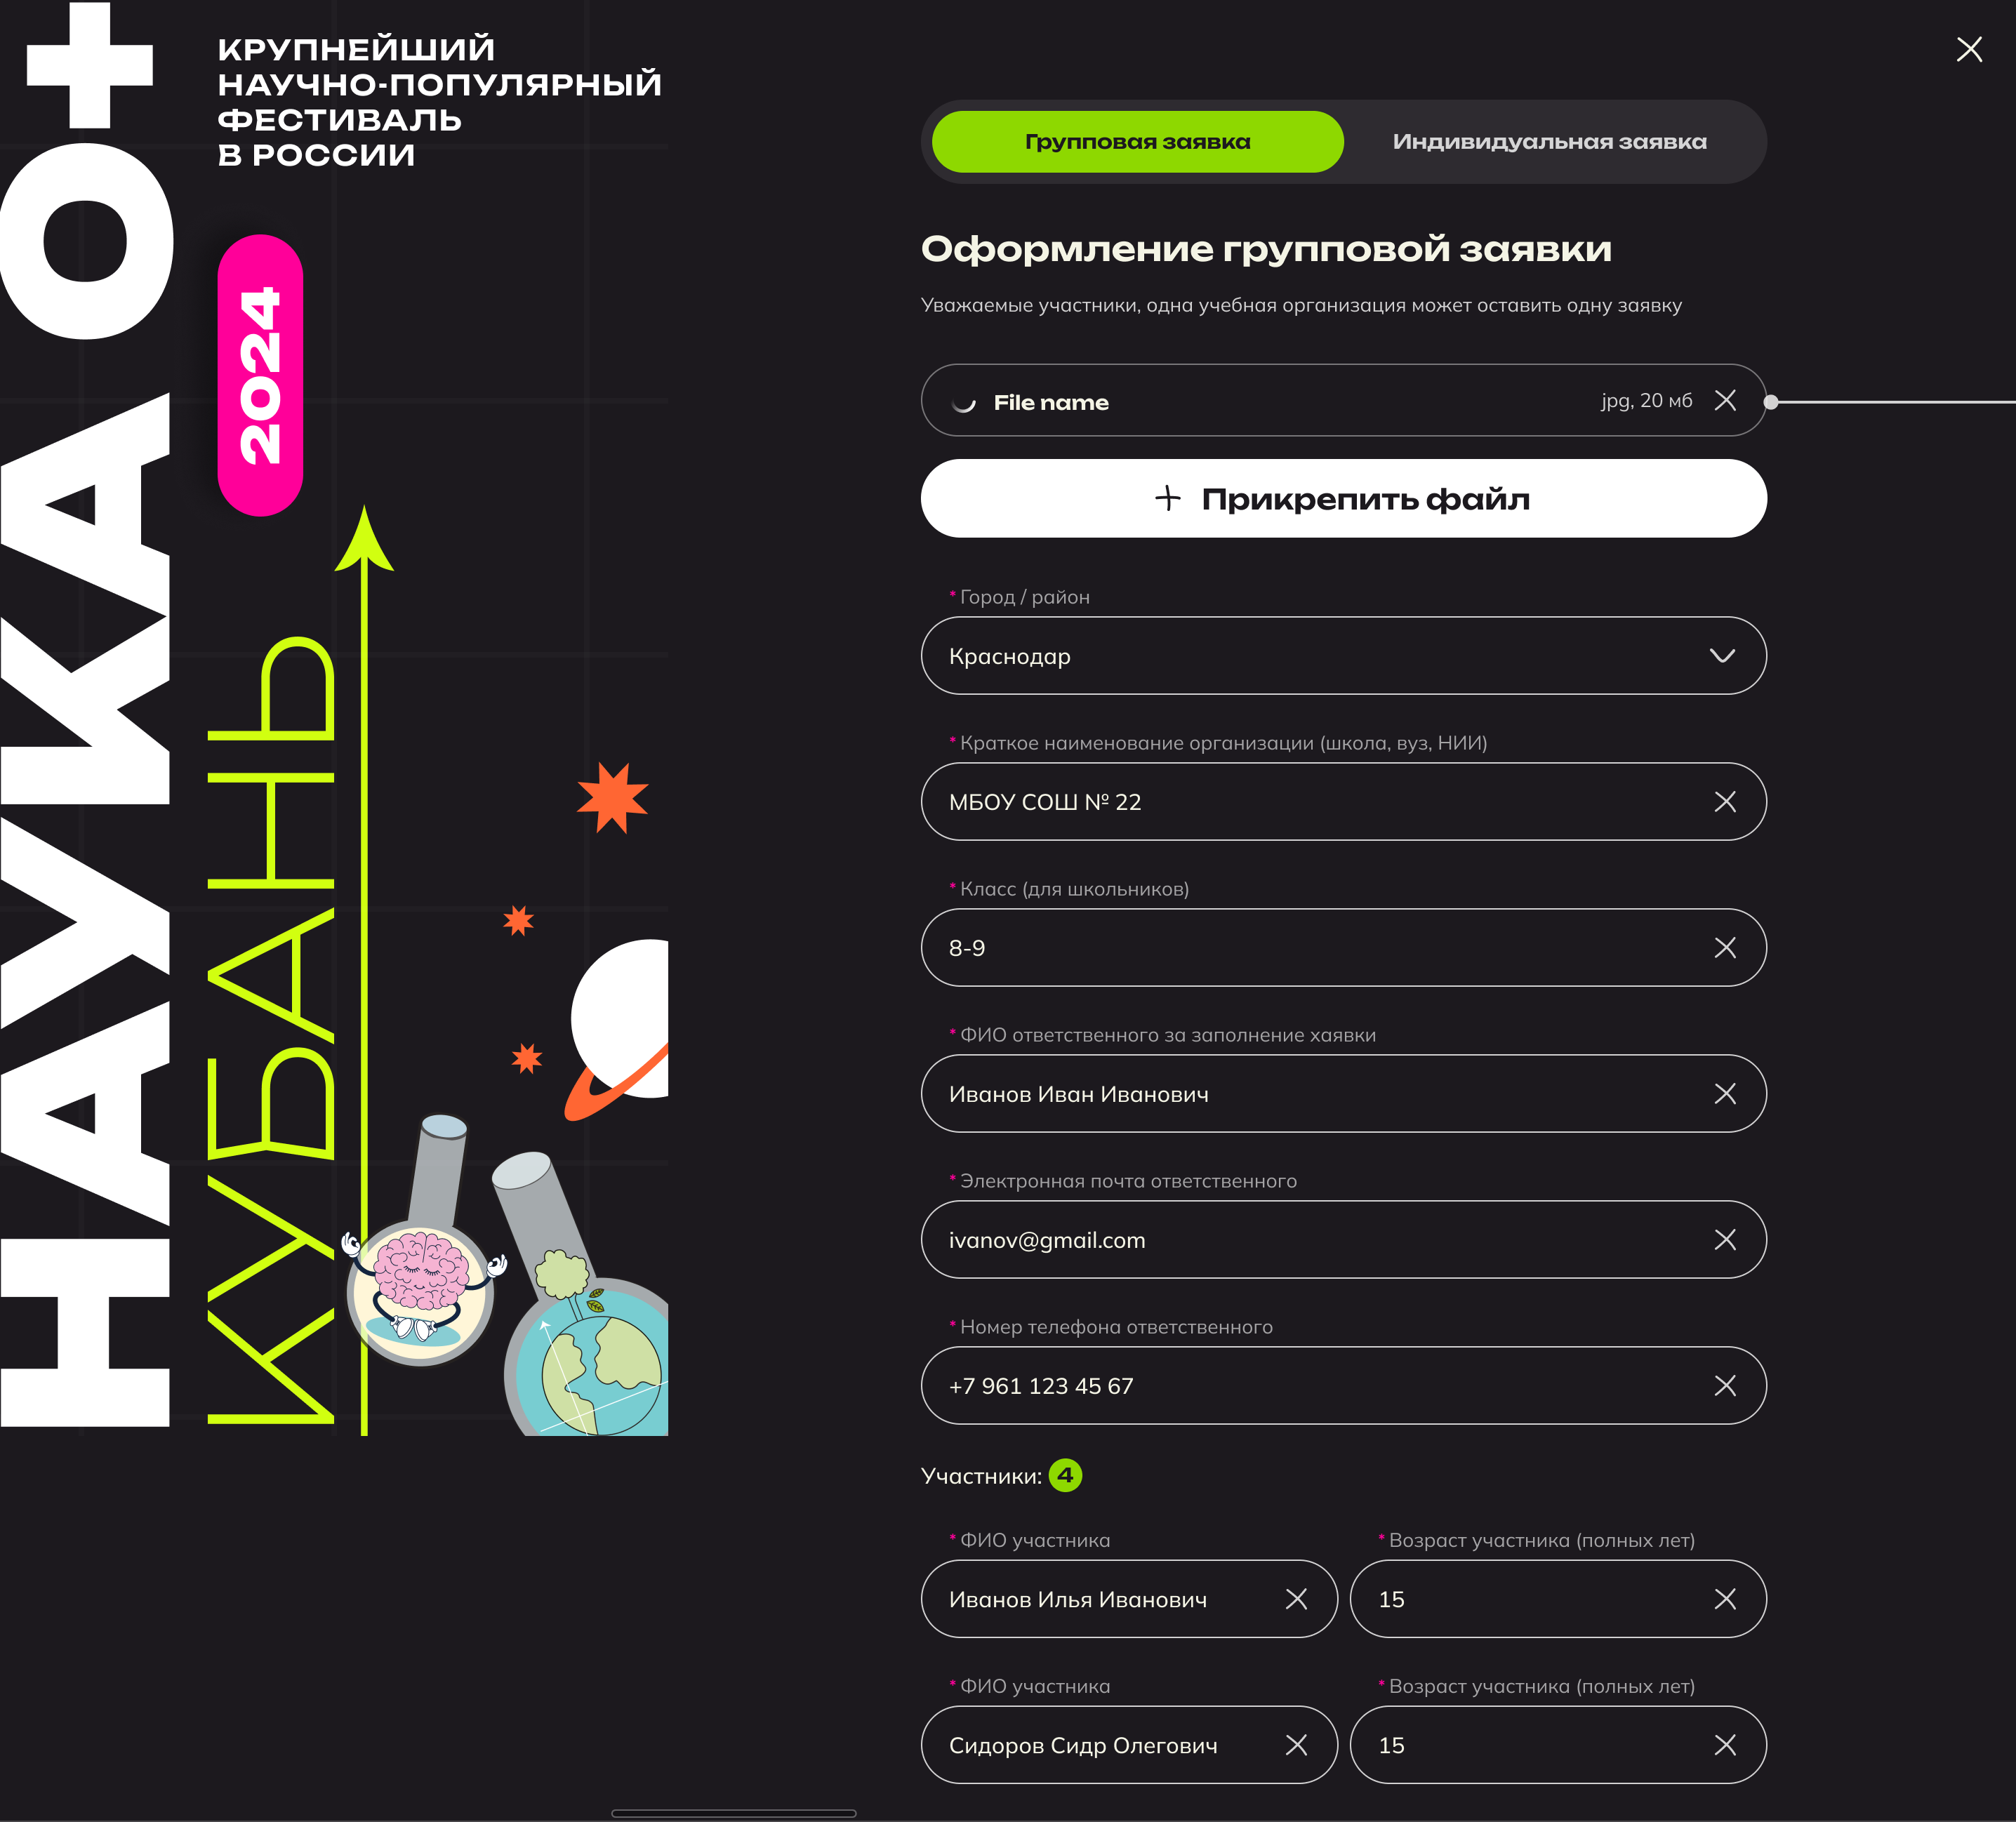 НАУКА 0+
КРУПНЕЙШИЙ
НАУЧНО-ПОПУЛЯРНЫЙ
ФЕСТИВАЛЬ
В РОССИИ
2024
КУБАНЬ
Групповая заявка
Индивидуальная заявка
Оформление групповой заявки
Уважаемые участники, одна учебная организация может оставить одну заявку
File name
jpg, 20 мб
Прикрепить файл
* Город / район
Краснодар
* Краткое наименование организации (школа, вуз, НИИ)
МБОУ СОШ № 22
* Класс (для школьников)
8-9
* ФИО ответственного за заполнение хаявки
Иванов Иван Иванович
* Электронная почта ответственного
ivanov@gmail.com
* Номер телефона ответственного
+7 961 123 45 67
Участники: 4
* ФИО участника
* Возраст участника (полных лет)
Иванов Илья Иванович
15
* ФИО участника
* Возраст участника (полных лет)
Сидоров Сидр Олегович
15